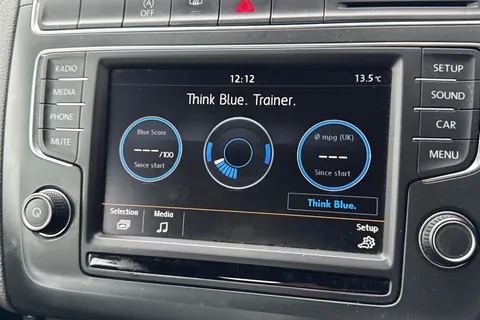 (A)
OFF
RADIO
MEDIA
PHONE
MUTE
12:12
13.5°C
Think Blue. Trainer.
Blue Score
---/100
Since start
Ø mpg (UK)
---
Since start
Think Blue.
Selection
Media
Setup
SETUP
SOUND
CAR
MENU